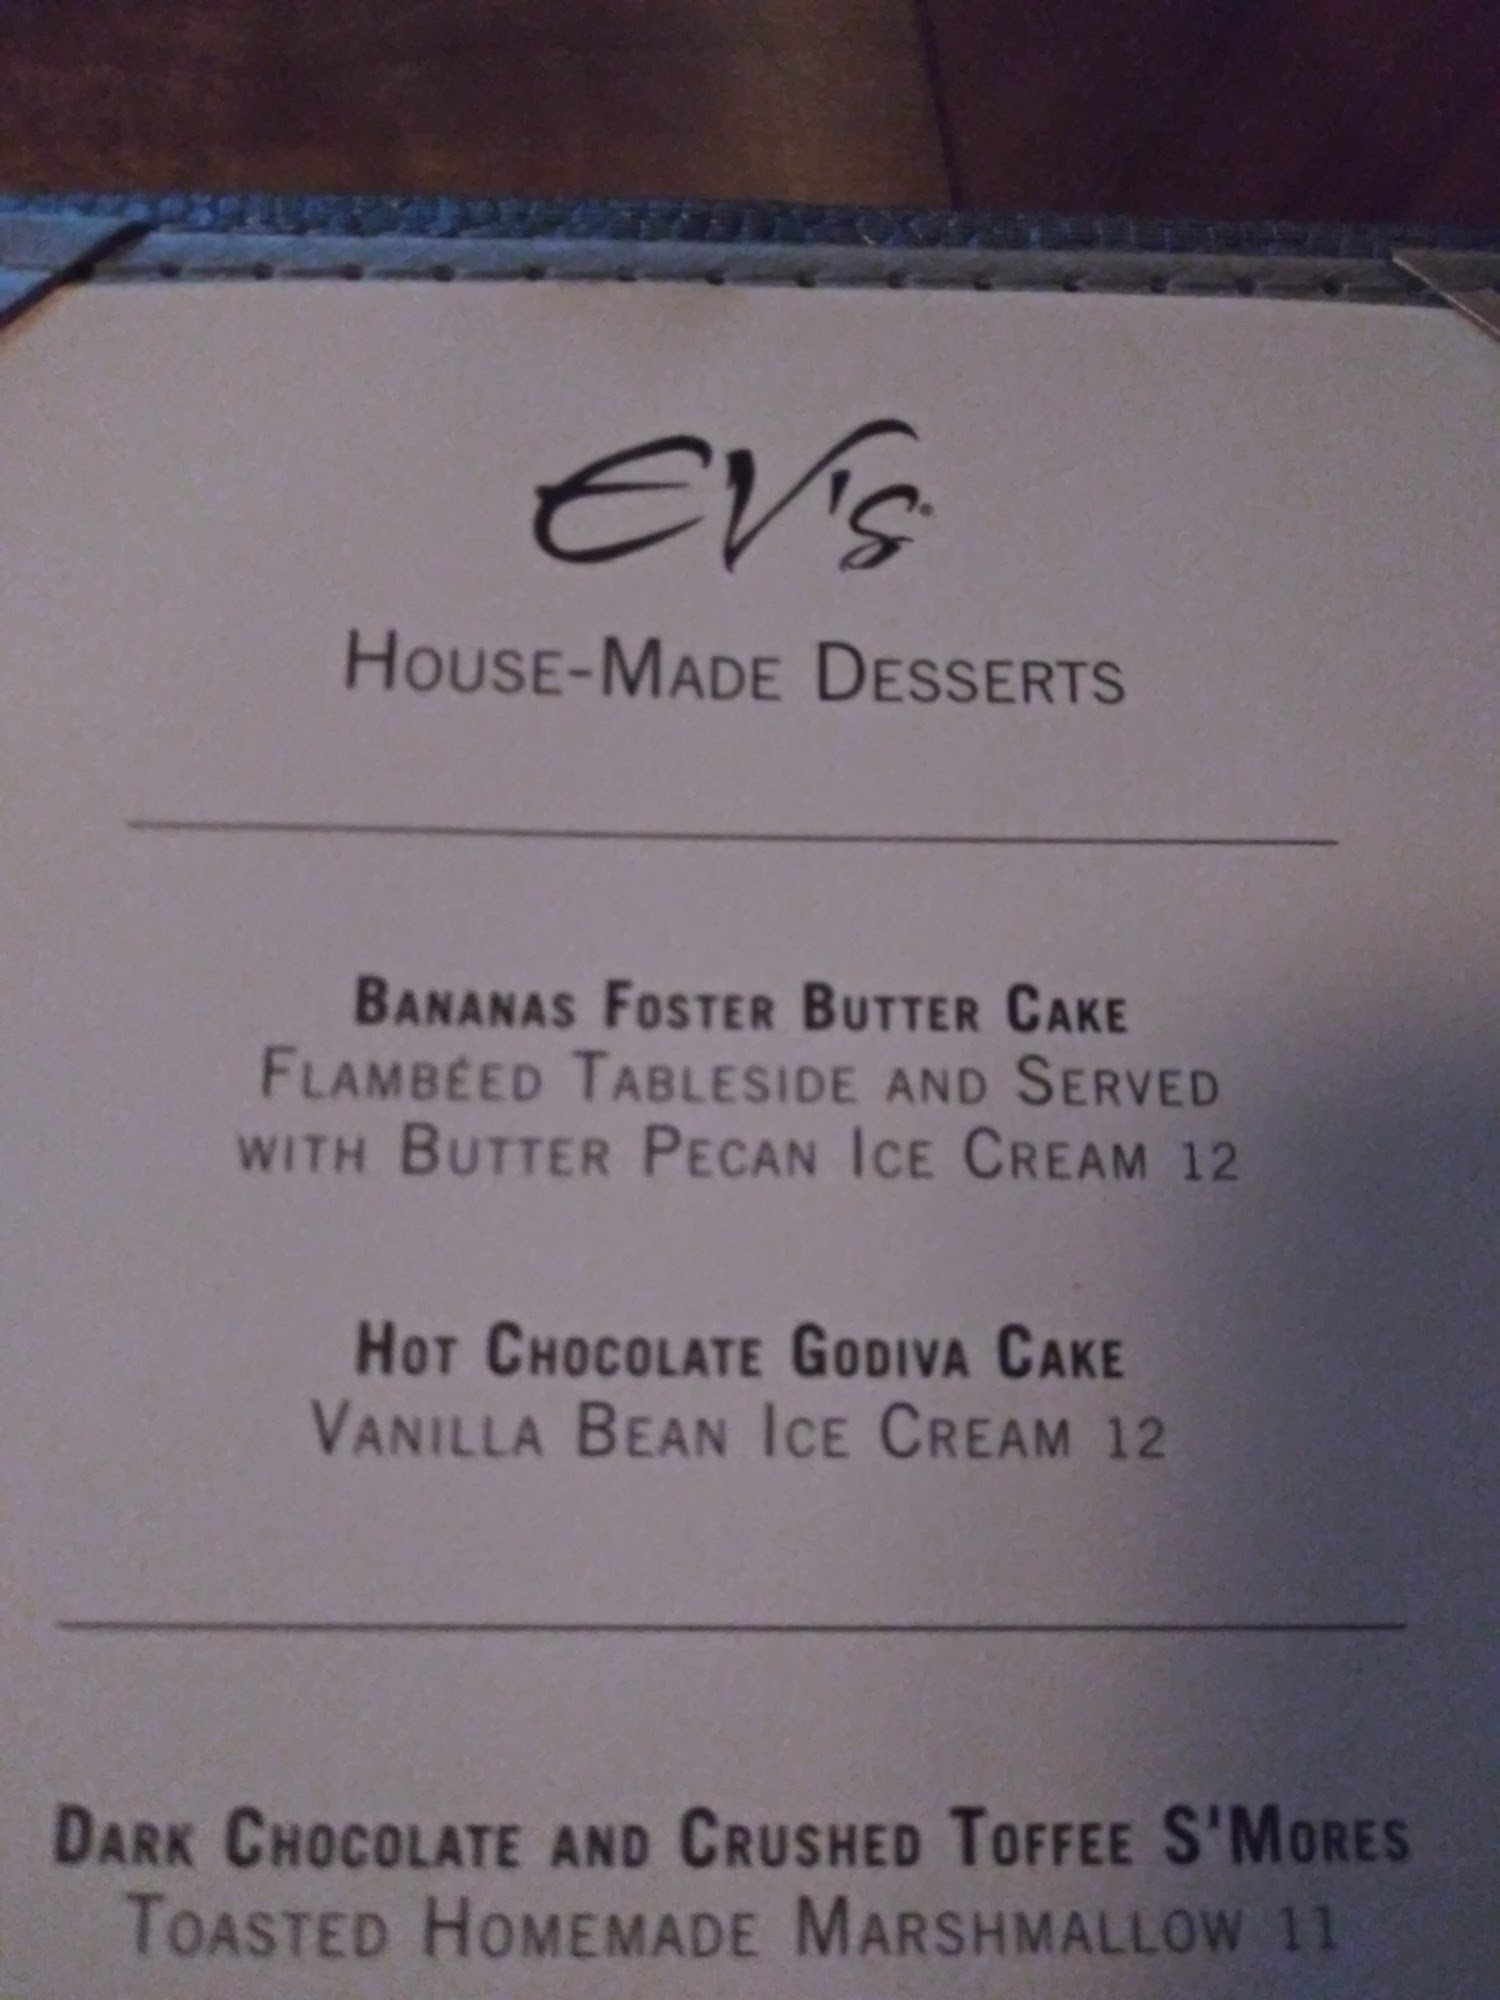 EV's
House-Made Desserts
Bananas Foster Butter Cake
Flambéed Tableside and Served
with Butter Pecan Ice Cream 12
Hot Chocolate Godiva Cake
Vanilla Bean Ice Cream 12
Dark Chocolate and Crushed Toffee S'Mores
Toasted Homemade Marshmallow 11